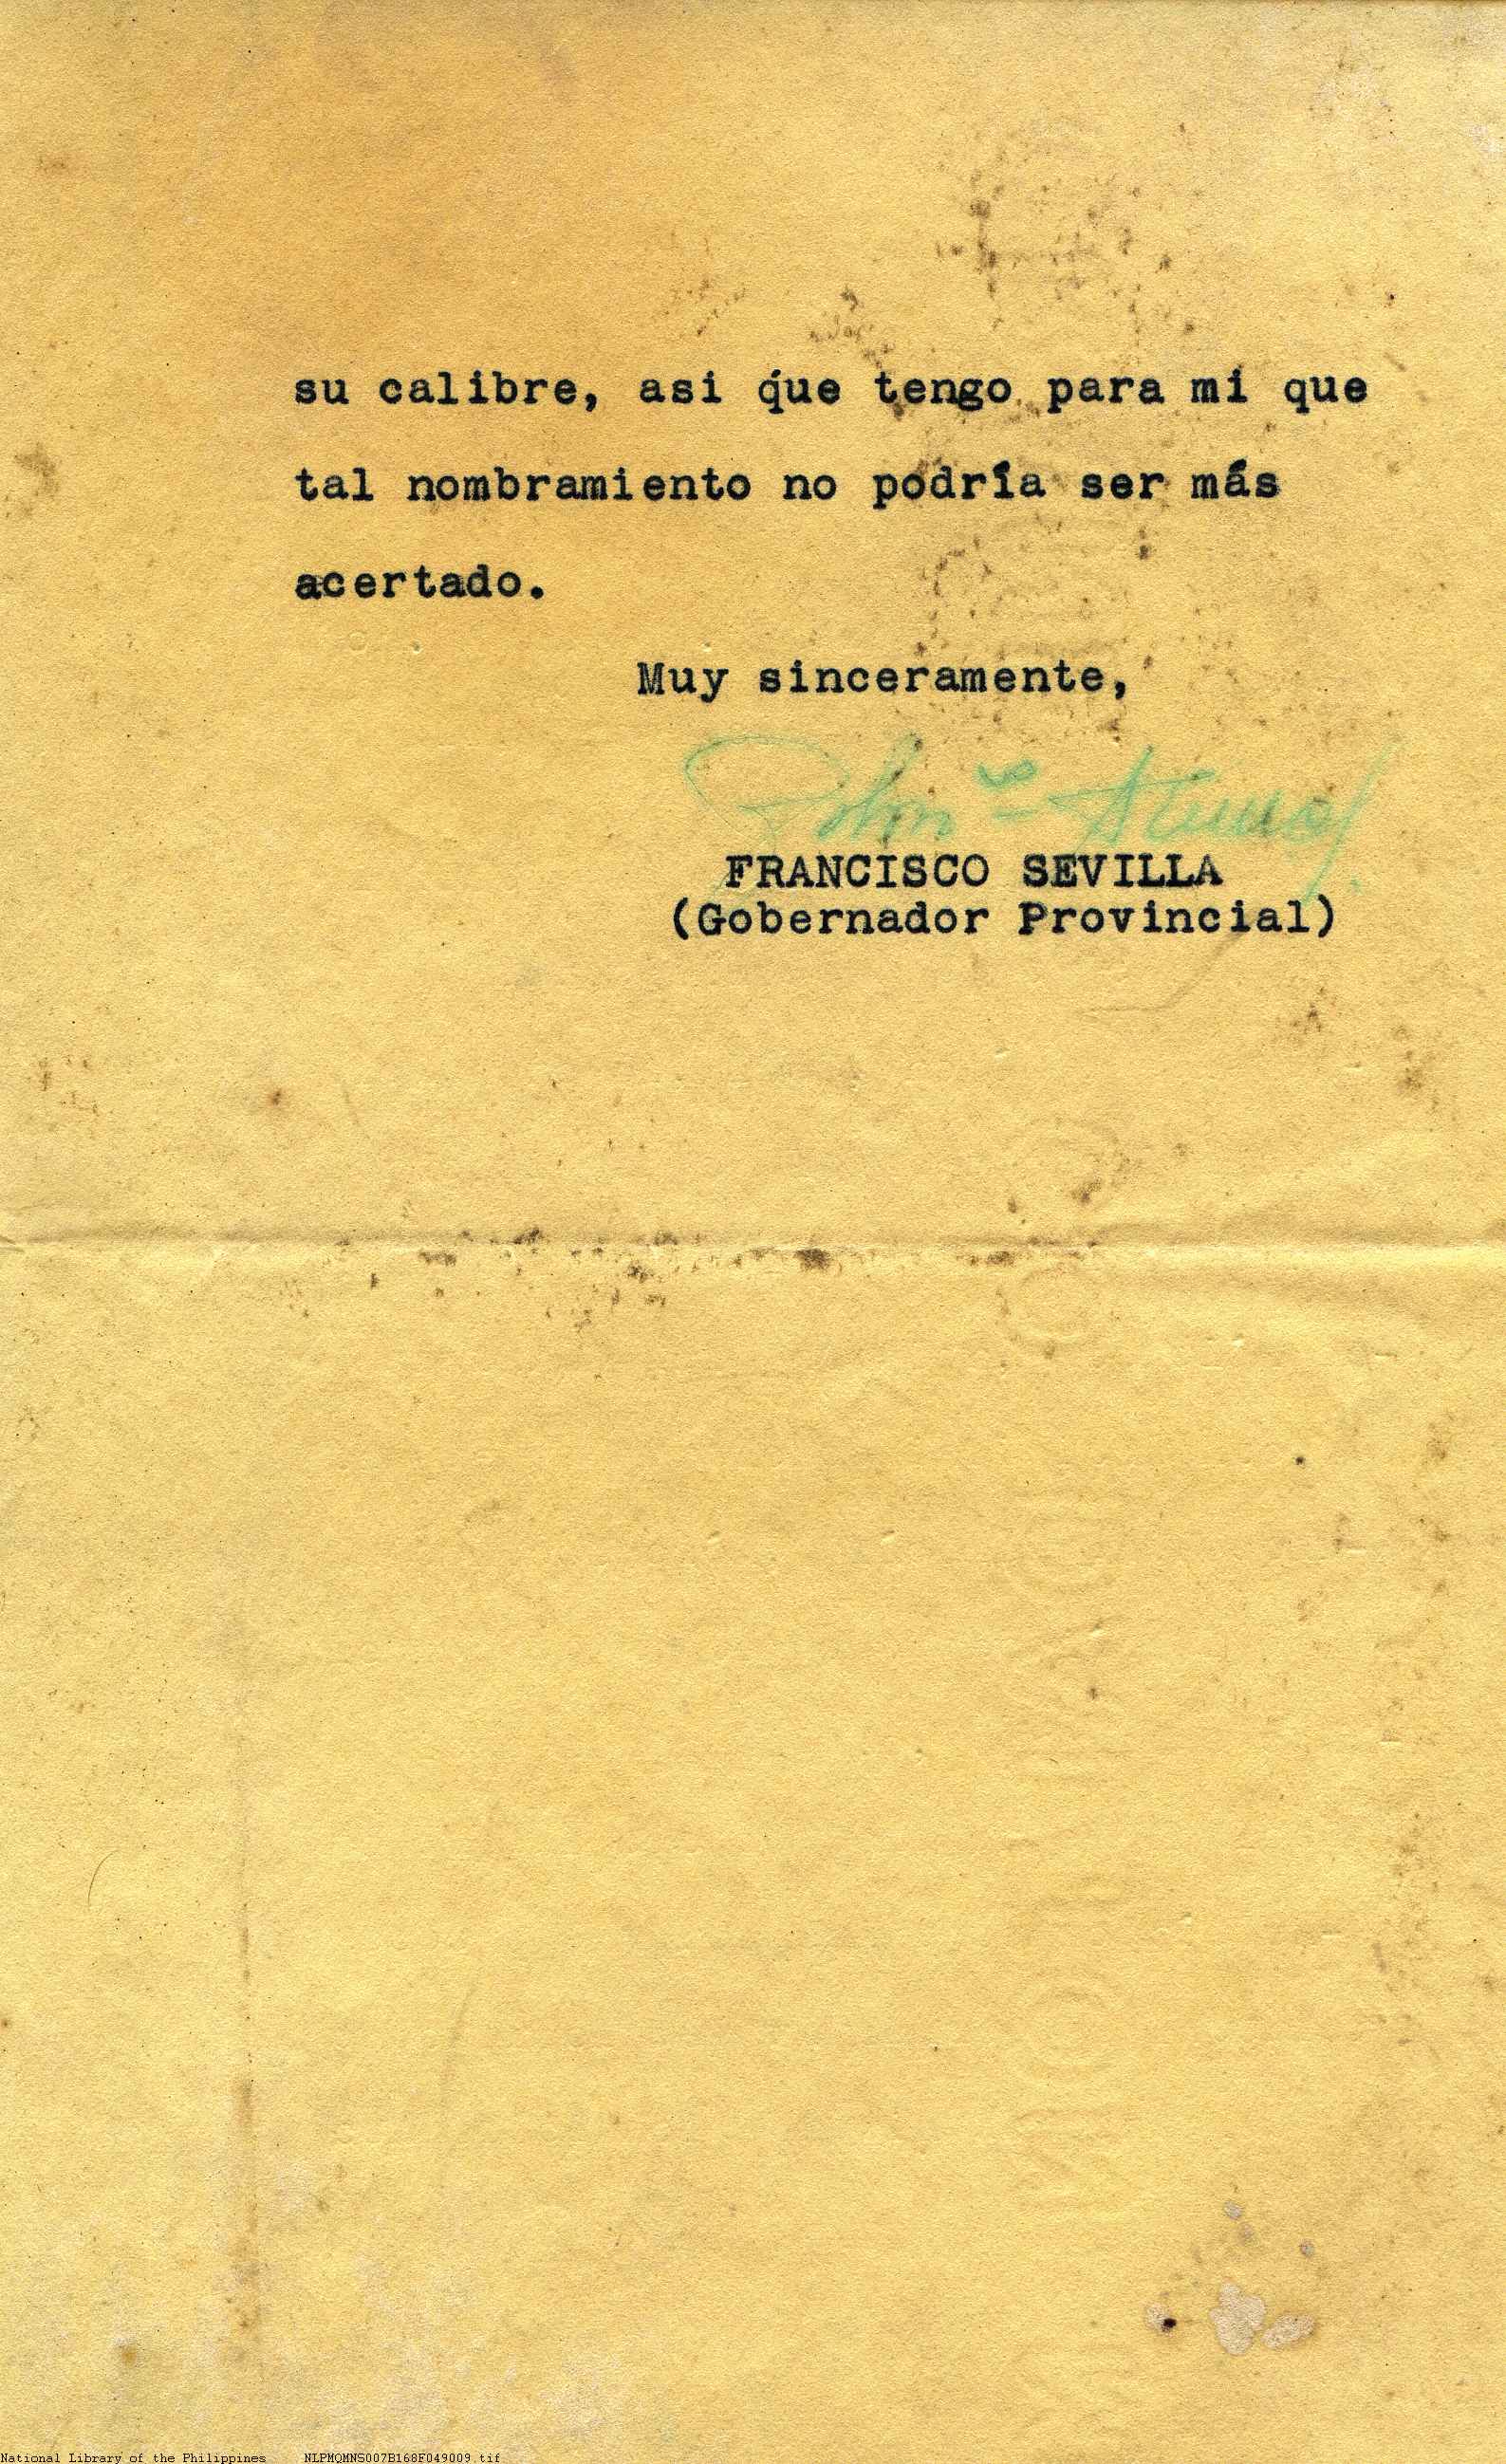 su calibre, asi que tengo para mi que
tal nombramiento no podría ser más
acertado.
Muy sinceramente,
FRANCISCO SEVILLA
(Gobernador Provincial)
National Library of the Philippines NLPMQMNS007B168F049009.tif